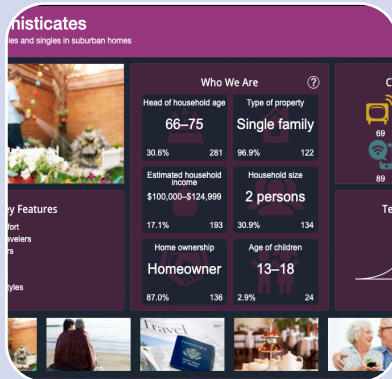 histicates
les and singles in suburban homes
Who We Are
?
Head of household age
66–75
30.6% 281
Type of property
Single family
96.9% 122
Estimated household income
$100,000–$124,999
17.1% 193
Household size
2 persons
30.9% 134
Home ownership
Homeowner
87.0% 136
Age of children
13–18
2.9% 24
C
69
89
ey Features
fort
avelers
rs
tyles
Te
Travel
PASSPORT